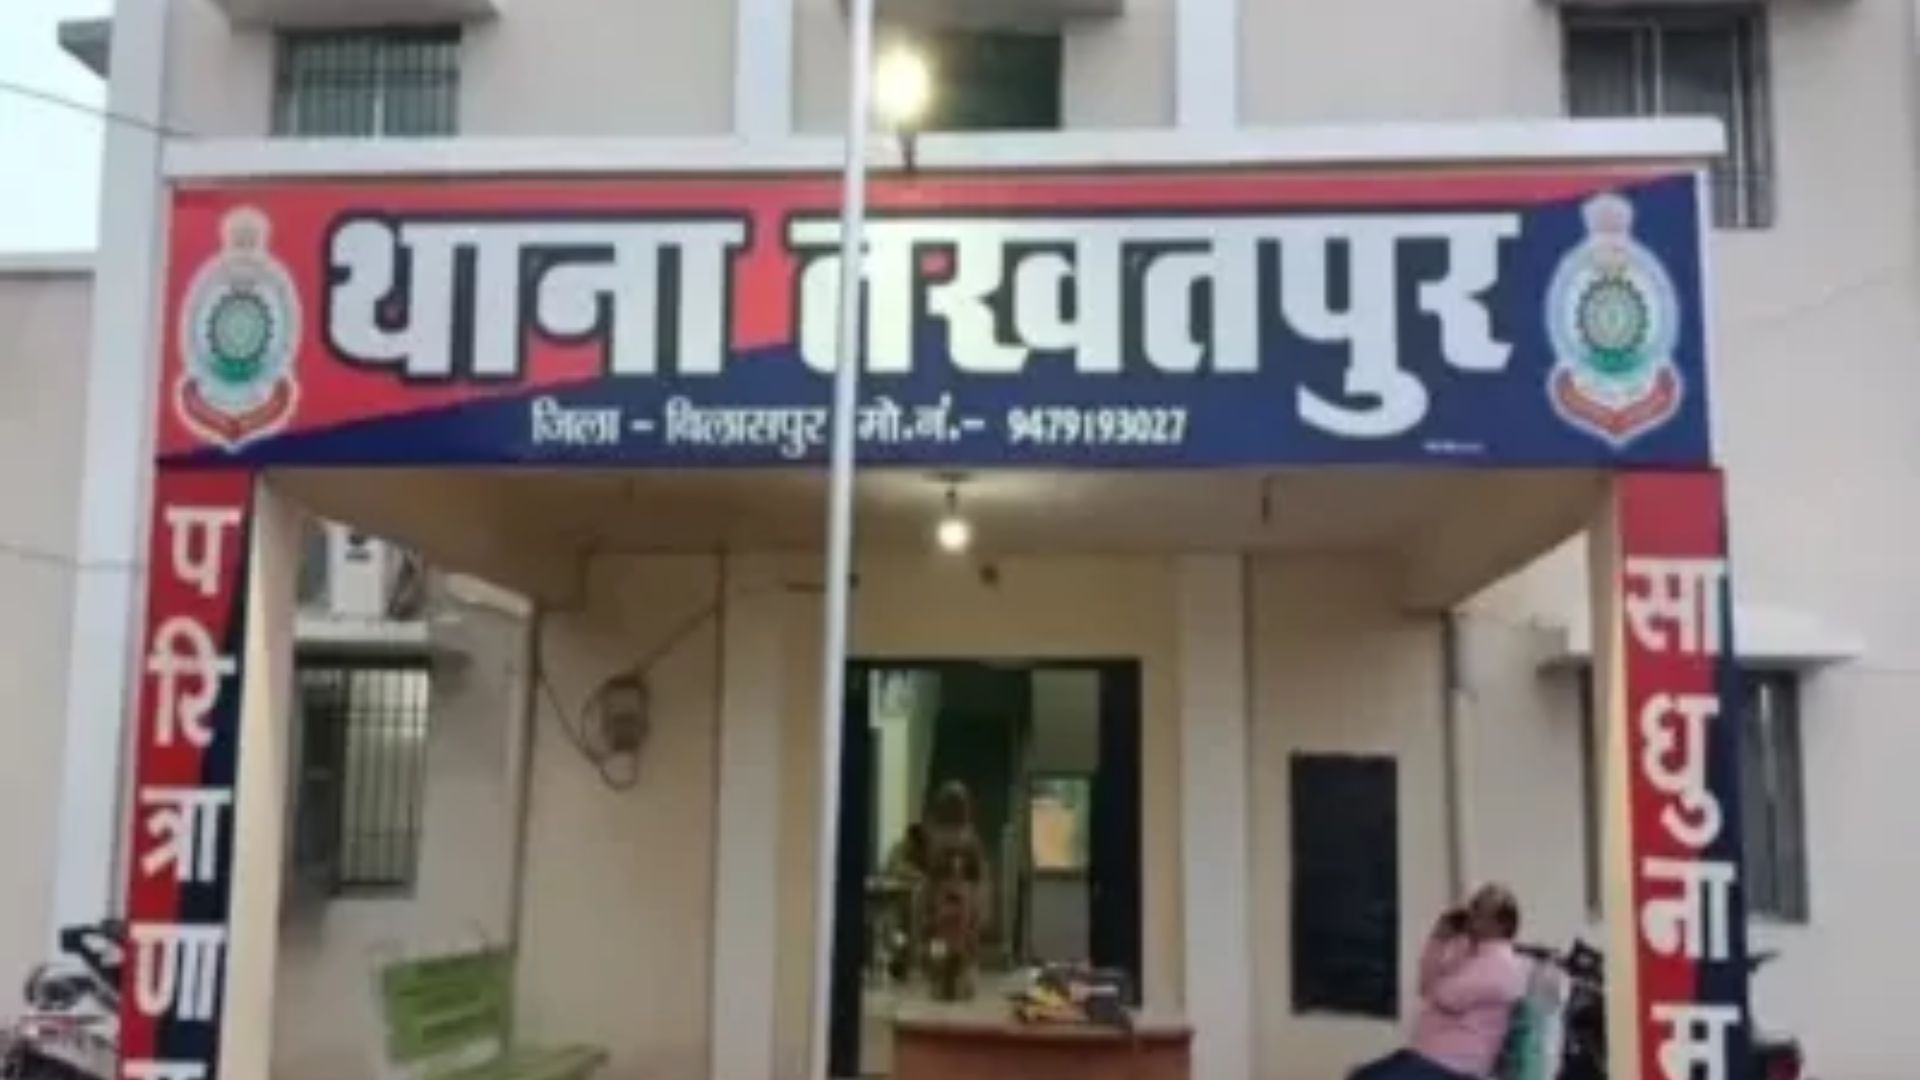 थाना तखतपुर
जिला - बिलासपुर मो.नं.- 9479193027
परित्राणा
साधुनाम